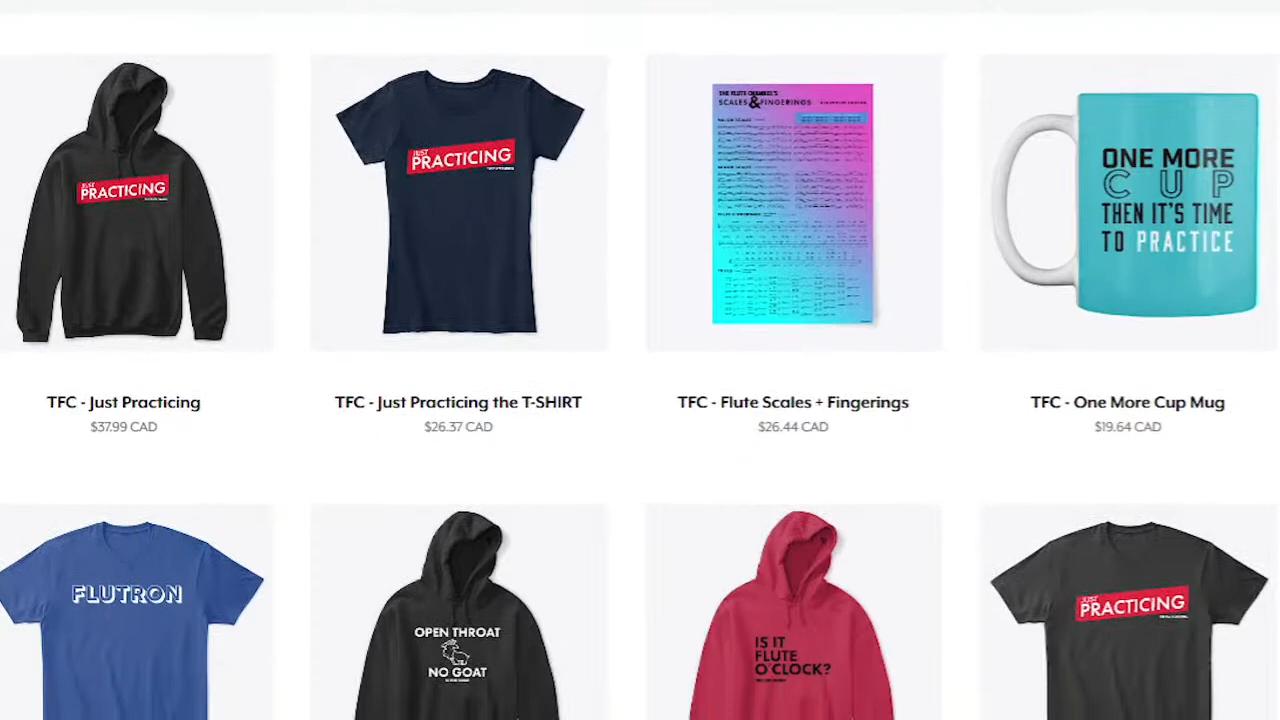 JUST
PRACTICING
JUST
PRACTICING
THE FLUTE CHANNEL'S
SCALES & FINGERINGS
MAJOR SCALES
ONE MORE
CUP
THEN IT'S TIME
TO PRACTICE
TFC - Just Practicing
$37.99 CAD
TFC - Just Practicing the T-SHIRT
$26.37 CAD
TFC - Flute Scales + Fingerings
$26.44 CAD
TFC - One More Cup Mug
$19.64 CAD
FLUTRON
OPEN THROAT
NO GOAT
IS IT
FLUTE
O'CLOCK?
JUST
PRACTICING